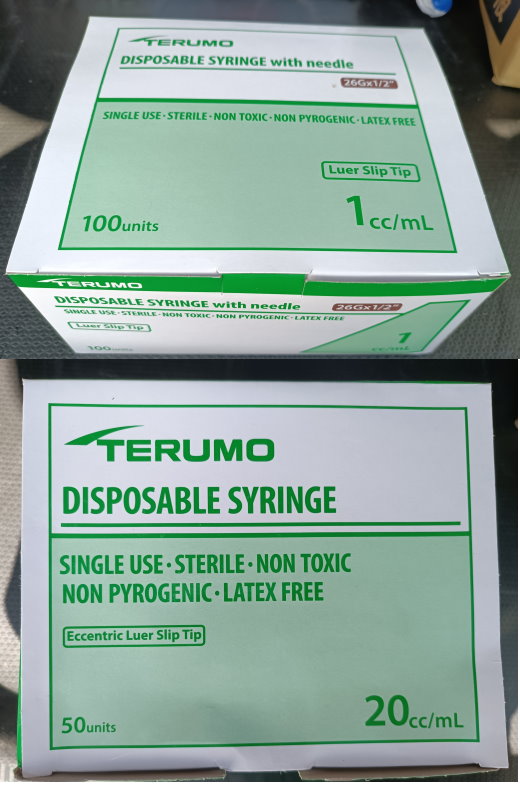 TERUMO
DISPOSABLE SYRINGE with needle
26Gx1/2"
SINGLE USE · STERILE · NON TOXIC · NON PYROGENIC · LATEX FREE
Luer Slip Tip
100units
1cc/mL
TERUMO
DISPOSABLE SYRINGE with needle
26Gx1/2"
SINGLE USE · STERILE · NON TOXIC · NON PYROGENIC · LATEX FREE
Luer Slip Tip
1
100units
cc/mL
TERUMO
DISPOSABLE SYRINGE
SINGLE USE · STERILE · NON TOXIC
NON PYROGENIC · LATEX FREE
Eccentric Luer Slip Tip
50units
20cc/mL